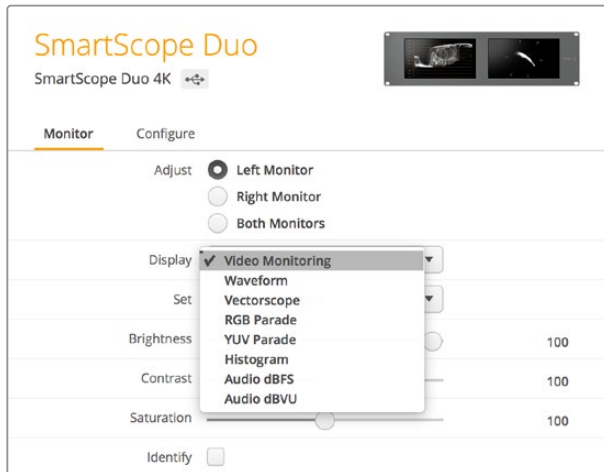 SmartScope Duo
SmartScope Duo 4K
Monitor Configure
Adjust Left Monitor
Right Monitor
Both Monitors
Display ✔ Video Monitoring
Waveform
Set Vectorscope
RGB Parade
Brightness YUV Parade 100
Histogram
Contrast Audio dBFS 100
Audio dBVU
Saturation 100
Identify